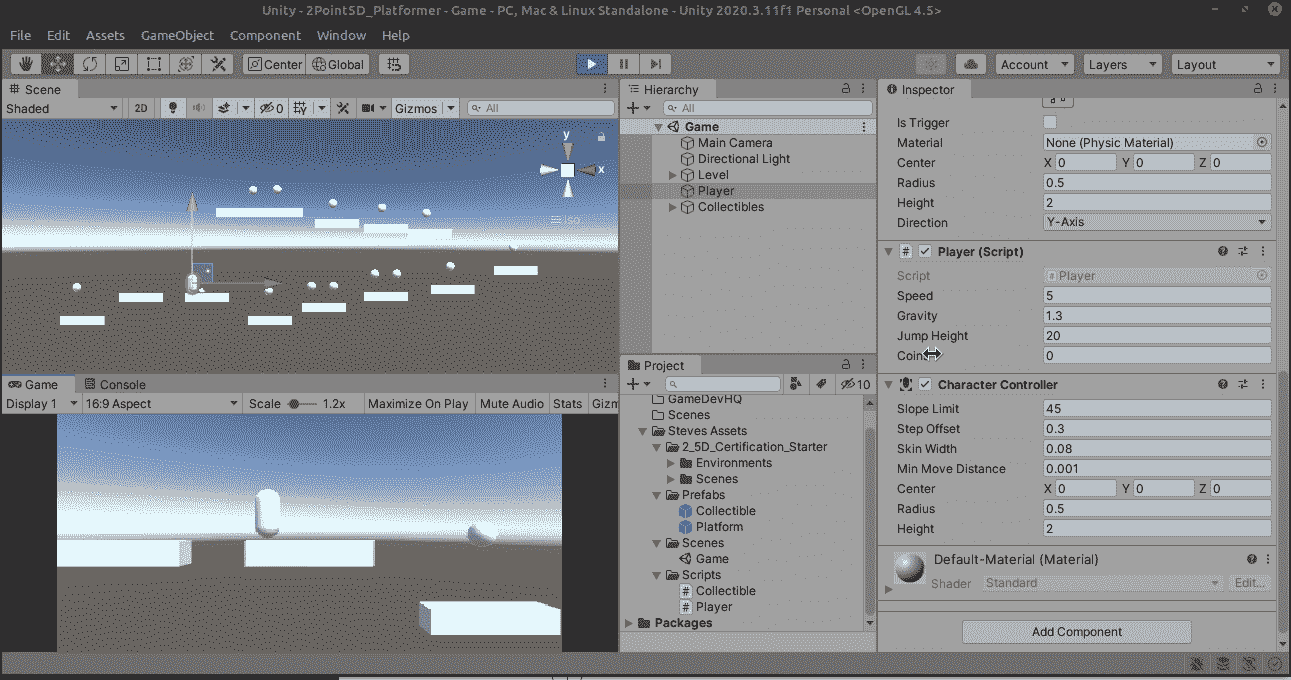 Unity - 2Point5D_Platformer - Game - PC, Mac & Linux Standalone - Unity 2020.3.11f1 Personal <OpenGL 4.5>
File Edit Assets GameObject Component Window Help
Center Global Account Layers Layout
Scene
Shaded 2D 0 Gizmos All
y
x
Iso
Game Console
Display 1 16:9 Aspect Scale 1.2x Maximize On Play Mute Audio Stats Gizm
Hierarchy
All
Game
Main Camera
Directional Light
Level
Player
Collectibles
Project
10
GameDevHQ
Scenes
Steves Assets
2_5D_Certification_Starter
Environments
Scenes
Prefabs
Collectible
Platform
Scenes
Game
Scripts
Collectible
Player
Packages
Inspector
Is Trigger
Material None (Physic Material)
Center X 0 Y 0 Z 0
Radius 0.5
Height 2
Direction Y-Axis
# Player (Script)
Script # Player
Speed 5
Gravity 1.3
Jump Height 20
Coin 0
Character Controller
Slope Limit 45
Step Offset 0.3
Skin Width 0.08
Min Move Distance 0.001
Center X 0 Y 0 Z 0
Radius 0.5
Height 2
Default-Material (Material)
Shader Standard Edit...
Add Component